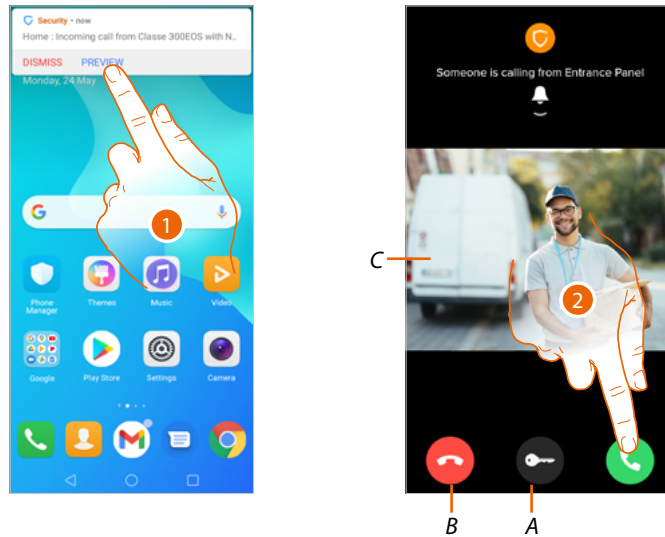 Security • now
Home : Incoming call from Classe 300EOS with N..
DISMISS PREVIEW
Monday, 24 May
G
1
Phone Manager
Themes
Music
Video
Google
Play Store
Settings
Camera
Someone is calling from Entrance Panel
C
2
B
A